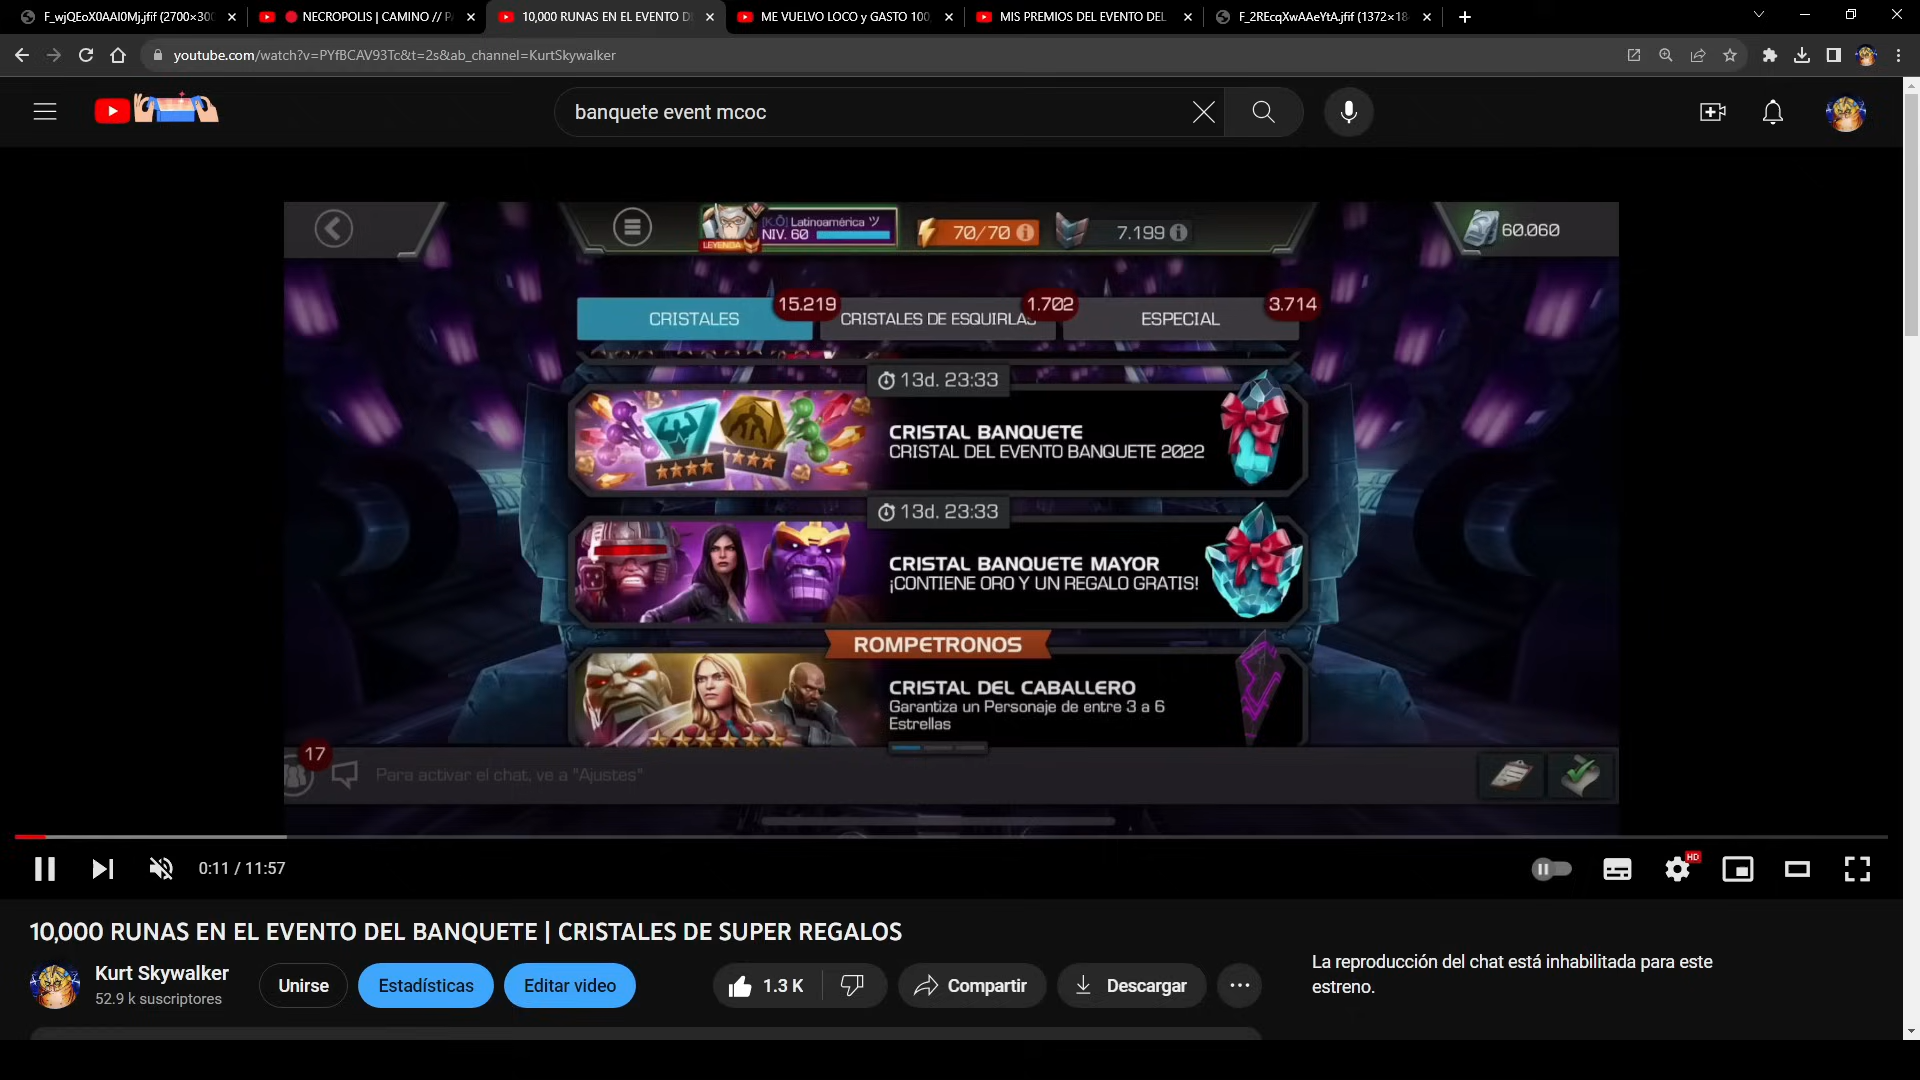 F_wjQEoX0AAI0Mj.jfif (2700×30
NECROPOLIS | CAMINO // P
10,000 RUNAS EN EL EVENTO D
ME VUELVO LOCO y GASTO 100
MIS PREMIOS DEL EVENTO DEL
F_2REcqXwAAeYtA.jfif (1372×18
youtube.com/watch?v=PYfBCAV93Tc&t=2s&ab_channel=KurtSkywalker
banquete event mcoc
[K.Ō] Latinoamérica ツ
NIV. 60
LEYENDA
70/70
7.199
60.060
CRISTALES
15.219
CRISTALES DE ESQUIRLAS
1.702
ESPECIAL
3.714
13d. 23:33
CRISTAL BANQUETE
CRISTAL DEL EVENTO BANQUETE 2022
13d. 23:33
CRISTAL BANQUETE MAYOR
¡CONTIENE ORO Y UN REGALO GRATIS!
ROMPETRONOS
CRISTAL DEL CABALLERO
Garantiza un Personaje de entre 3 a 6
Estrellas
17
Para activar el chat, ve a "Ajustes"
0:11 / 11:57
HD
10,000 RUNAS EN EL EVENTO DEL BANQUETE | CRISTALES DE SUPER REGALOS
Kurt Skywalker
52.9 k suscriptores
Unirse
Estadísticas
Editar video
1.3 K
Compartir
Descargar
La reproducción del chat está inhabilitada para este
estreno.